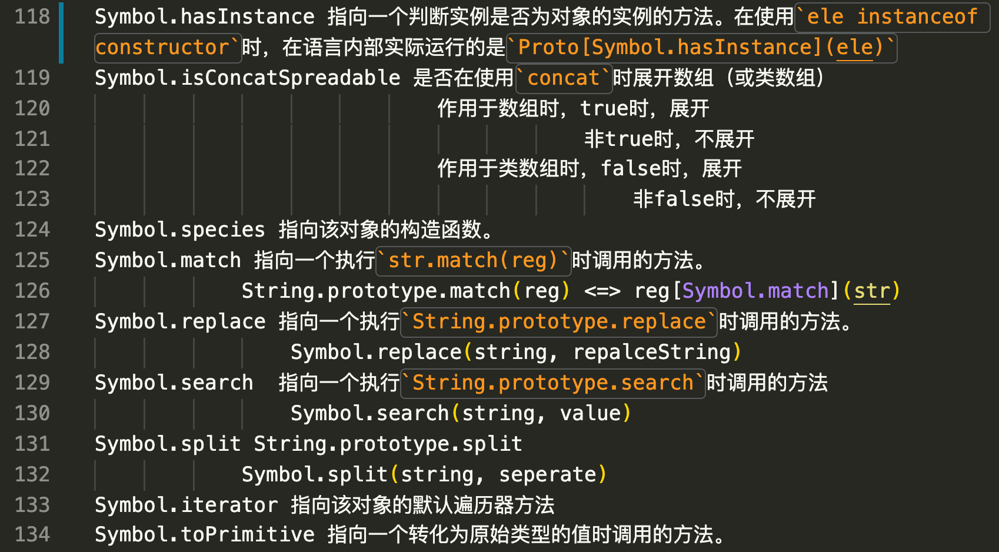 118 Symbol.hasInstance 指向一个判断实例是否为对象的实例的方法。在使用`ele instanceof
constructor`时，在语言内部实际运行的是`Proto[Symbol.hasInstance](ele)`
119 Symbol.isConcatSpreadable 是否在使用`concat`时展开数组（或类数组）
120 作用于数组时，true时，展开
121 非true时，不展开
122 作用于类数组时，false时，展开
123 非false时，不展开
124 Symbol.species 指向该对象的构造函数。
125 Symbol.match 指向一个执行`str.match(reg)`时调用的方法。
126 String.prototype.match(reg) <=> reg[Symbol.match](str)
127 Symbol.replace 指向一个执行`String.prototype.replace`时调用的方法。
128 Symbol.replace(string, repalceString)
129 Symbol.search  指向一个执行`String.prototype.search`时调用的方法
130 Symbol.search(string, value)
131 Symbol.split String.prototype.split
132 Symbol.split(string, seperate)
133 Symbol.iterator 指向该对象的默认遍历器方法
134 Symbol.toPrimitive 指向一个转化为原始类型的值时调用的方法。